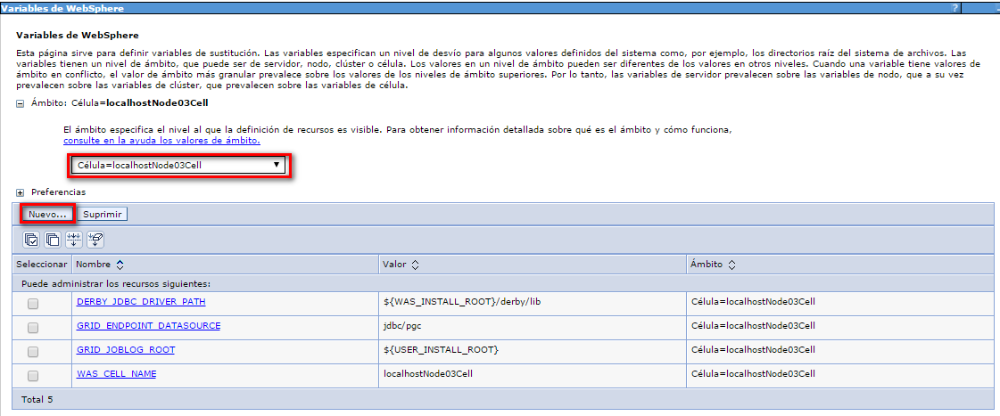 Variables de WebSphere
?
Variables de WebSphere
Esta página sirve para definir variables de sustitución. Las variables especifican un nivel de desvío para algunos valores definidos del sistema como, por ejemplo, los directorios raíz del sistema de archivos. Las
variables tienen un nivel de ámbito, que puede ser de servidor, nodo, clúster o célula. Los valores en un nivel de ámbito pueden ser diferentes de los valores en otros niveles. Cuando una variable tiene valores de
ámbito en conflicto, el valor de ámbito más granular prevalece sobre los valores de los niveles de ámbito superiores. Por lo tanto, las variables de servidor prevalecen sobre las variables de nodo, que a su vez
prevalecen sobre las variables de clúster, que prevalecen sobre las variables de célula.
Ámbito: Célula=localhostNode03Cell
El ámbito especifica el nivel al que la definición de recursos es visible. Para obtener información detallada sobre qué es el ámbito y cómo funciona,
consulte en la ayuda los valores de ámbito.
Célula=localhostNode03Cell
Preferencias
Nuevo... Suprimir
Seleccionar Nombre Valor Ámbito
Puede administrar los recursos siguientes:
DERBY_JDBC_DRIVER_PATH ${WAS_INSTALL_ROOT}/derby/lib Célula=localhostNode03Cell
GRID_ENDPOINT_DATASOURCE jdbc/pgc Célula=localhostNode03Cell
GRID_JOBLOG_ROOT ${USER_INSTALL_ROOT} Célula=localhostNode03Cell
WAS_CELL_NAME localhostNode03Cell Célula=localhostNode03Cell
Total 5